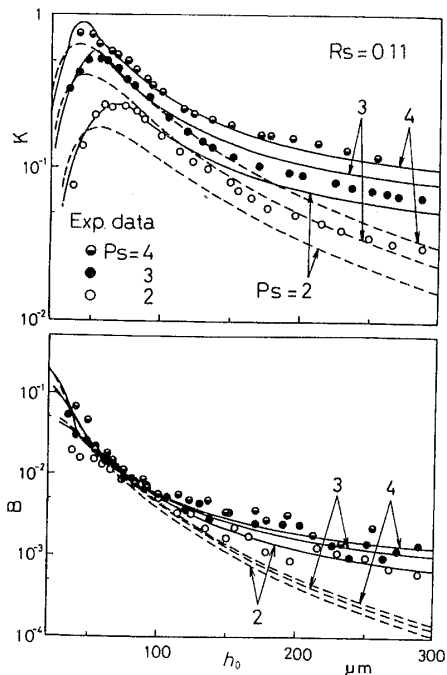 1
Rs=0.11
K
3
4
10⁻¹
Exp. data
Ps=4
3
2
Ps=2
10⁻²
10⁻¹
10⁻²
B
3
4
10⁻³
2
10⁻⁴
100
h₀
200
μm
300